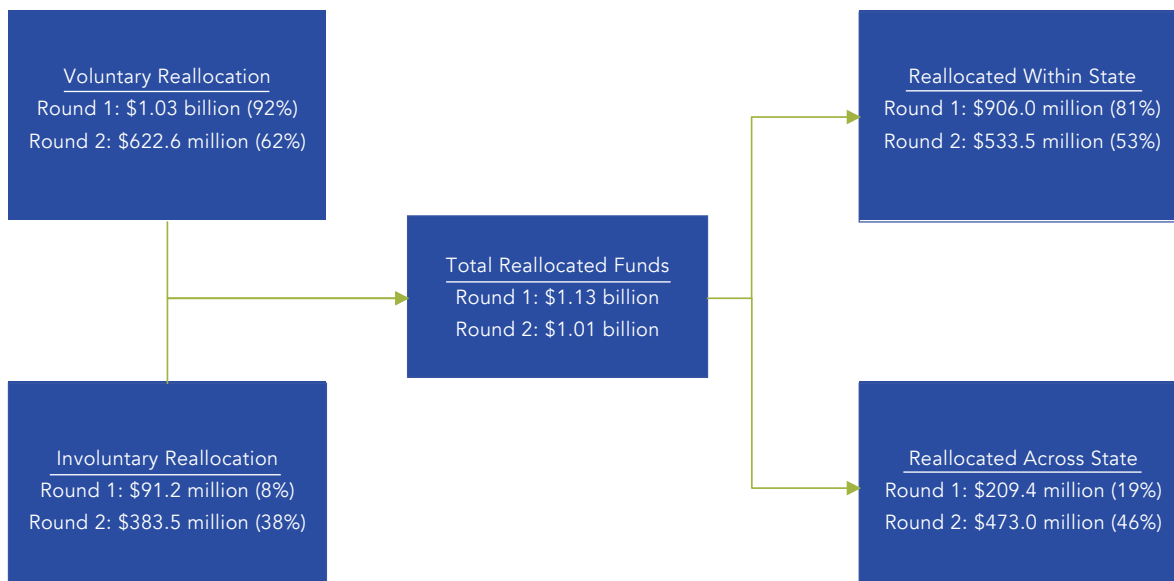 Voluntary Reallocation
Round 1: $1.03 billion (92%)
Round 2: $622.6 million (62%)
Involuntary Reallocation
Round 1: $91.2 million (8%)
Round 2: $383.5 million (38%)
Total Reallocated Funds
Round 1: $1.13 billion
Round 2: $1.01 billion
Reallocated Within State
Round 1: $906.0 million (81%)
Round 2: $533.5 million (53%)
Reallocated Across State
Round 1: $209.4 million (19%)
Round 2: $473.0 million (46%)